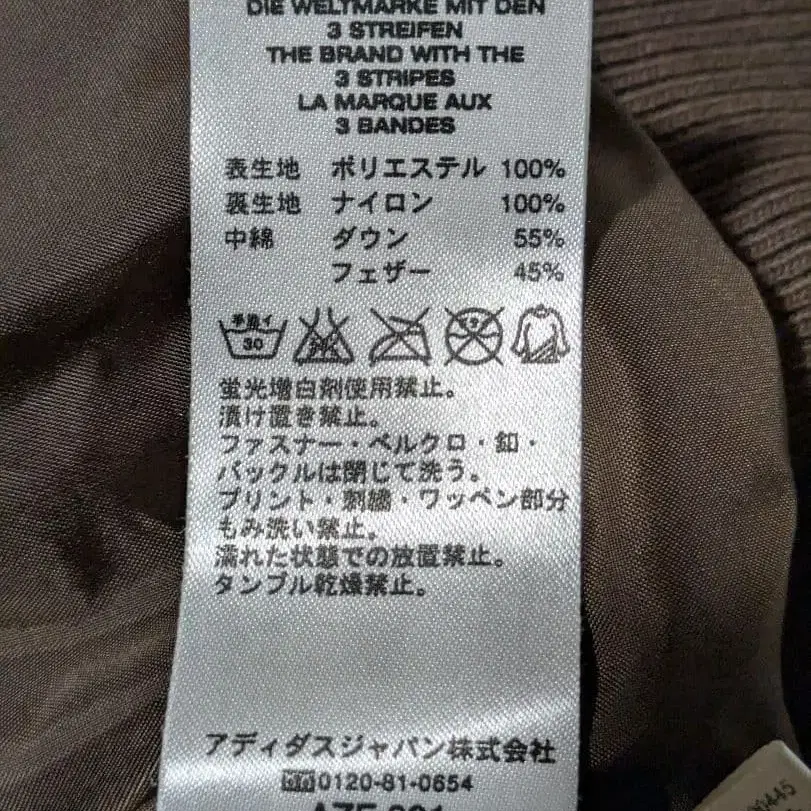 DIE WELTMARKE MIT DEN
3 STREIFEN
THE BRAND WITH THE
3 STRIPES
LA MARQUE AUX
3 BANDES
表生地 ポリエステル 100%
裏生地 ナイロン 100%
中綿 ダウン 55%
フェザー 45%
手洗イ
30
蛍光増白剤使用禁止。
漬け置き禁止。
ファスナー・ベルクロ・釦・
バックルは閉じて洗う。
プリント・刺繍・ワッペン部分
もみ洗い禁止。
濡れた状態での放置禁止。
タンブル乾燥禁止。
アディダスジャパン株式会社
0120-81-0654